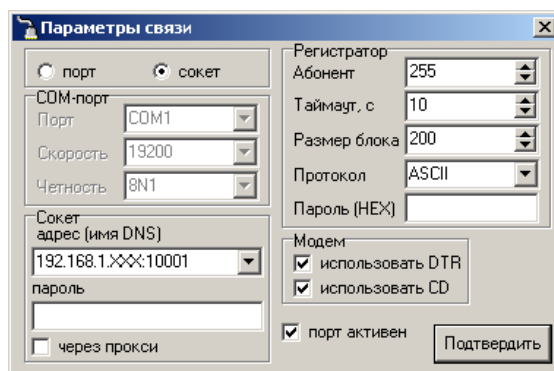 Параметры связи
порт
сокет
COM-порт
Порт
COM1
Скорость
19200
Четность
8N1
Сокет
адрес (имя DNS)
192.168.1.XXX:10001
пароль
через прокси
Регистратор
Абонент
255
Таймаут, с
10
Размер блока
200
Протокол
ASCII
Пароль (HEX)
Модем
использовать DTR
использовать CD
порт активен
Подтвердить